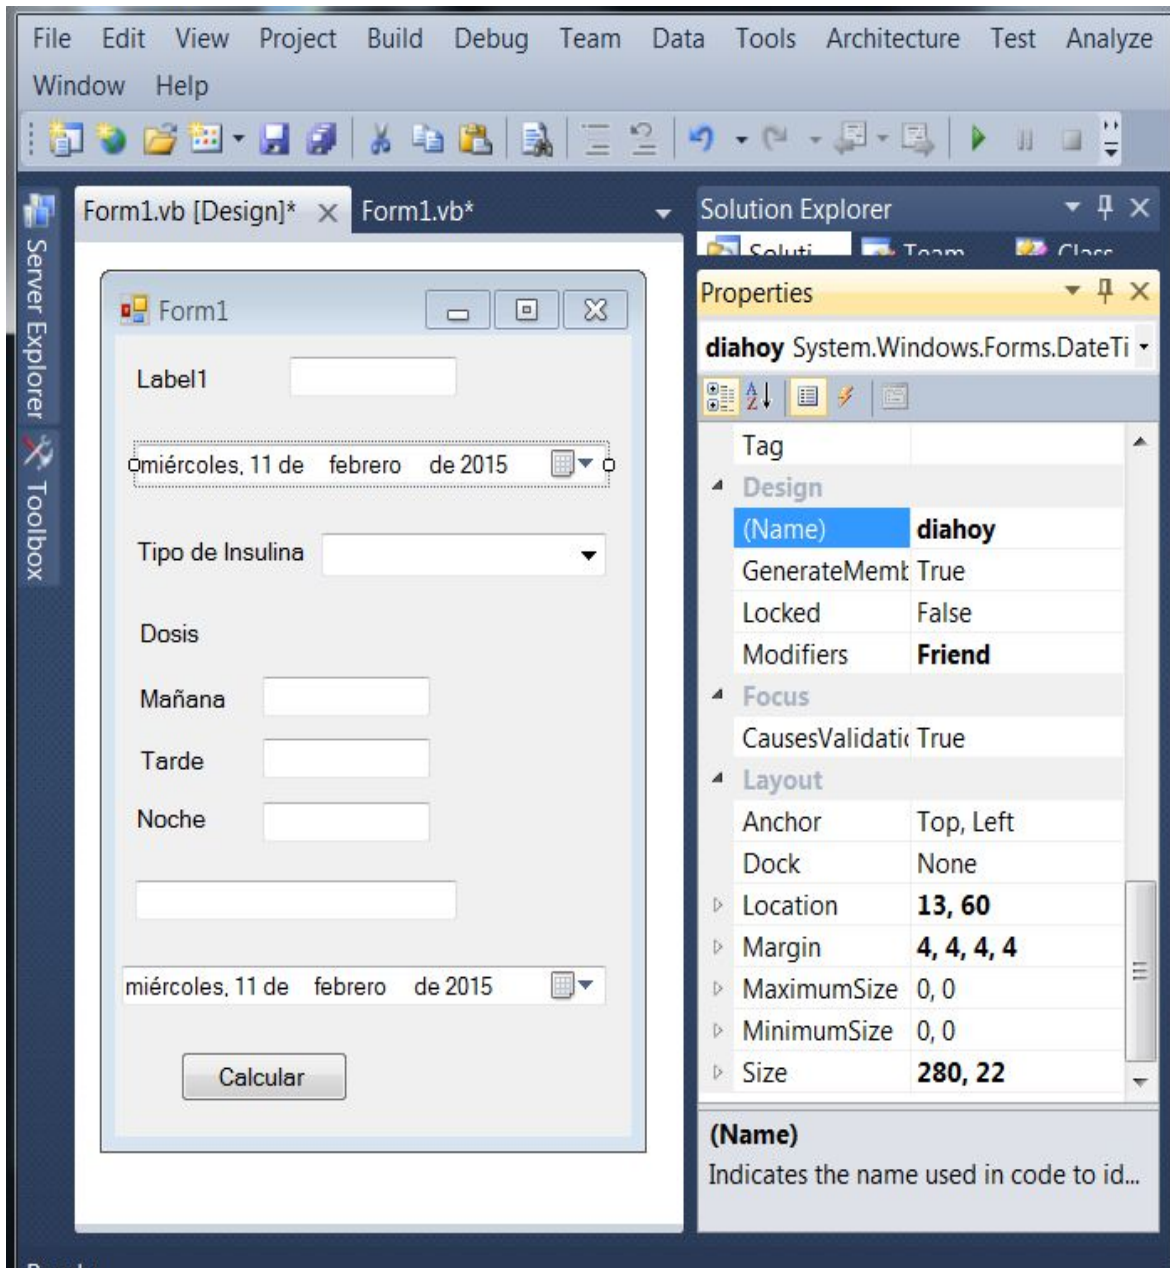 File Edit View Project Build Debug Team Data Tools Architecture Test Analyze
Window Help
Form1.vb [Design]* Form1.vb*
Server Explorer
Toolbox
Form1
Label1
miércoles, 11 de febrero de 2015
Tipo de Insulina
Dosis
Mañana
Tarde
Noche
miércoles, 11 de febrero de 2015
Calcular
Solution Explorer
Soluti... Team... Class...
Properties
diahoy System.Windows.Forms.DateTi
Tag
Design
(Name) diahoy
GenerateMemb True
Locked False
Modifiers Friend
Focus
CausesValidatic True
Layout
Anchor Top, Left
Dock None
Location 13, 60
Margin 4, 4, 4, 4
MaximumSize 0, 0
MinimumSize 0, 0
Size 280, 22
(Name)
Indicates the name used in code to id...